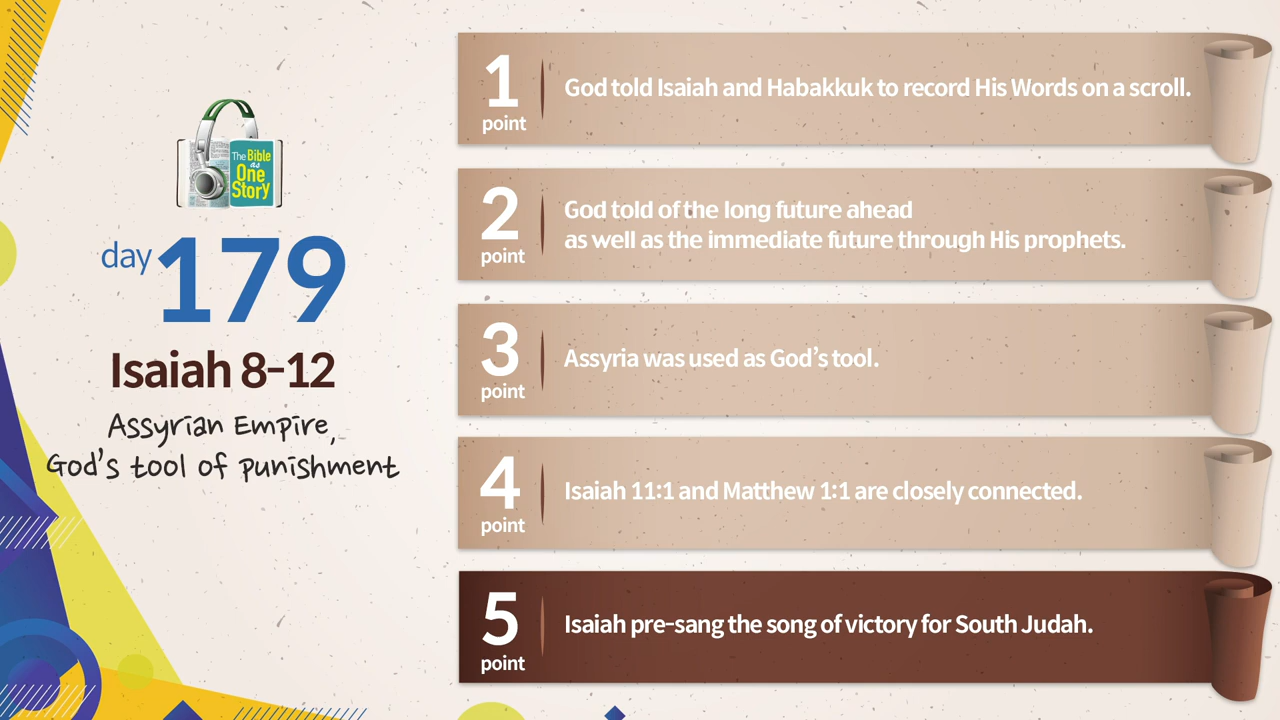 The Bible
as
One
Story
day 179
Isaiah 8-12
Assyrian Empire,
God's tool of punishment
1
point
God told Isaiah and Habakkuk to record His Words on a scroll.
2
point
God told of the long future ahead
as well as the immediate future through His prophets.
3
point
Assyria was used as God's tool.
4
point
Isaiah 11:1 and Matthew 1:1 are closely connected.
5
point
Isaiah pre-sang the song of victory for South Judah.